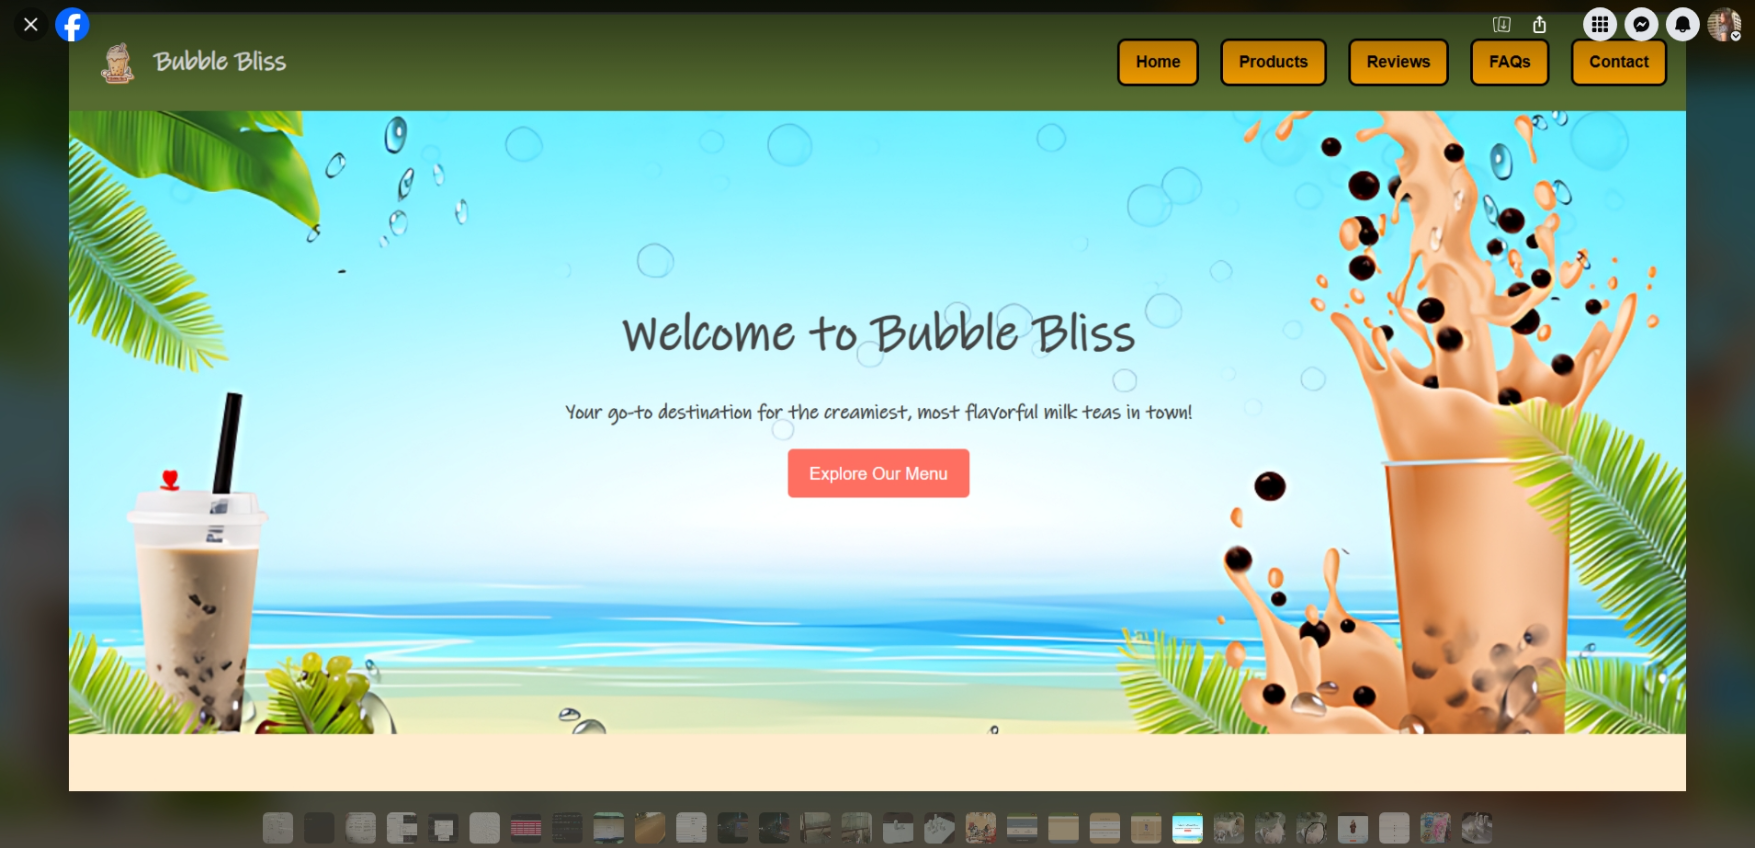 Bubble Bliss
Home Products Reviews FAQs Contact
Welcome to Bubble Bliss
Your go-to destination for the creamiest, most flavorful milk teas in town!
Explore Our Menu